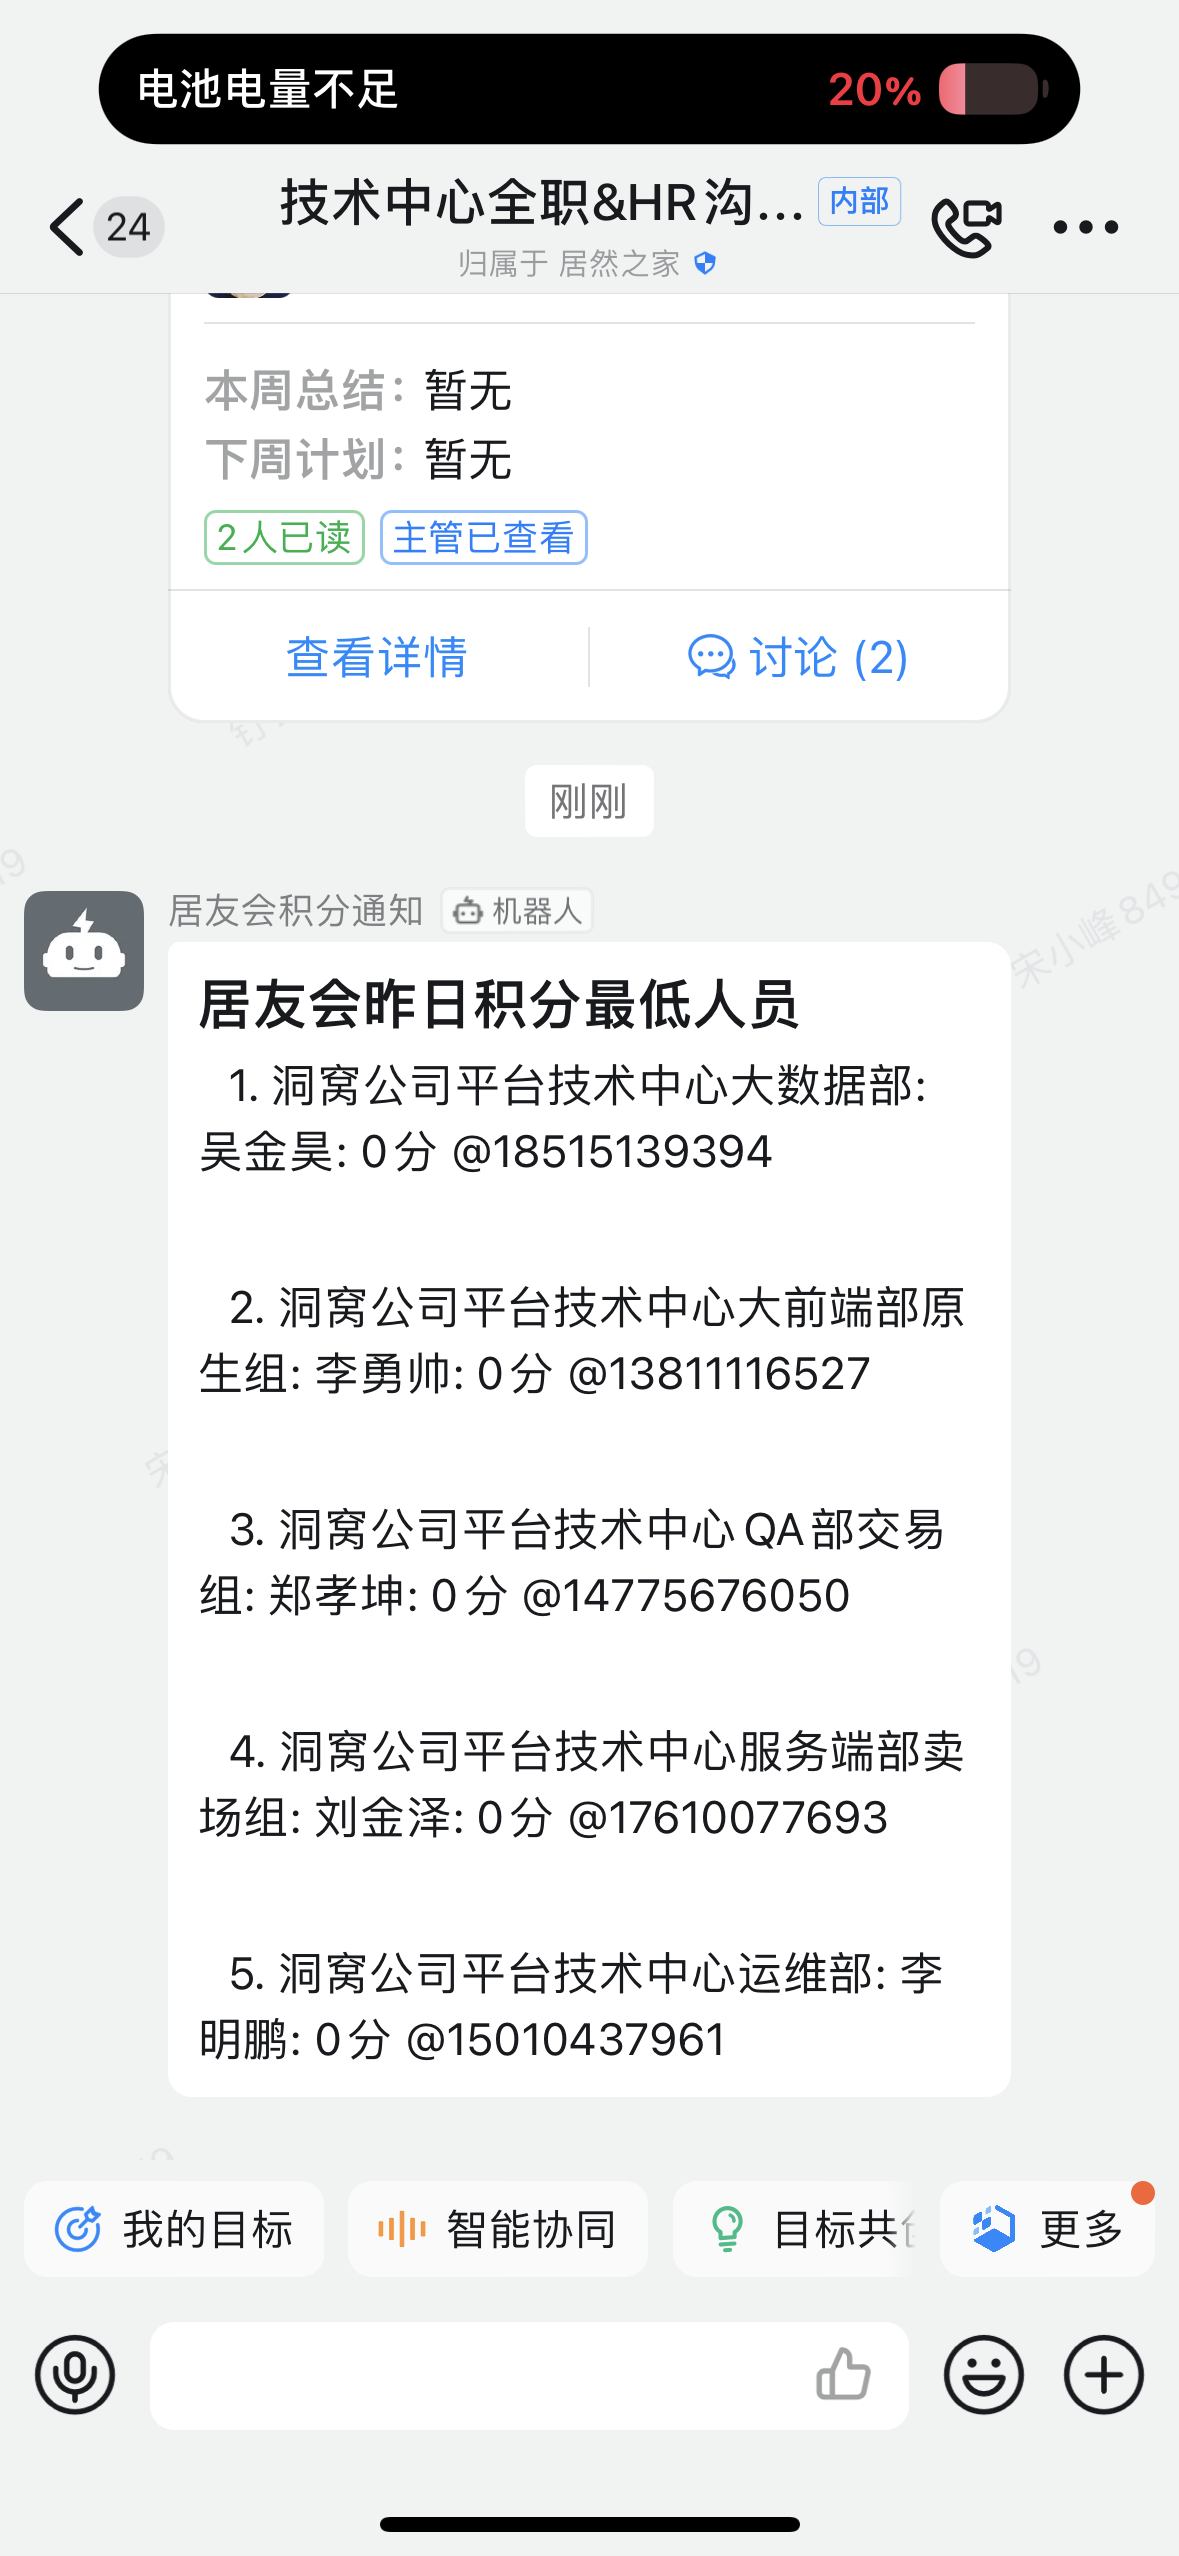 电池电量不足 20%
24
技术中心全职&HR沟... 内部
归属于 居然之家
本周总结：暂无
下周计划：暂无
2人已读 主管已查看
查看详情 讨论 (2)
刚刚
居友会积分通知 机器人
宋小峰 849
居友会昨日积分最低人员
1. 洞窝公司平台技术中心大数据部:
吴金昊: 0分 @18515139394
2. 洞窝公司平台技术中心大前端部原
生组: 李勇帅: 0分 @13811116527
3. 洞窝公司平台技术中心QA部交易
组: 郑孝坤: 0分 @14775676050
4. 洞窝公司平台技术中心服务端部卖
场组: 刘金泽: 0分 @17610077693
5. 洞窝公司平台技术中心运维部: 李
明鹏: 0分 @15010437961
我的目标 智能协同 目标共 更多